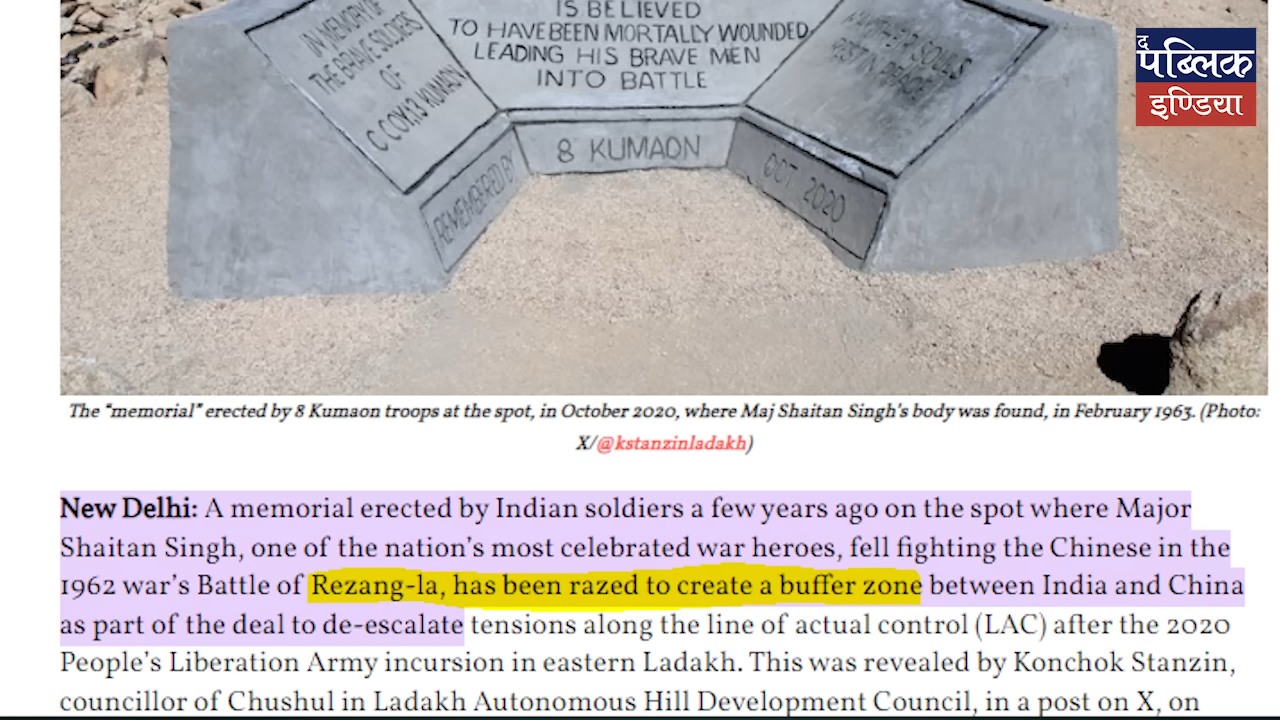 IS BELIEVED
TO HAVE BEEN MORTALLY WOUNDED
LEADING HIS BRAVE MEN
INTO BATTLE
IN MEMORY OF
THE BRAVE SOLDIERS
OF
C COY,13 KUMAON
SOULS
REST IN PEACE
REMEMBERED BY
8 KUMAON
OCT 2020
द
पब्लिक
इण्डिया
The “memorial” erected by 8 Kumaon troops at the spot, in October 2020, where Maj Shaitan Singh's body was found, in February 1963. (Photo:
X/@kstanzinladakh)
New Delhi: A memorial erected by Indian soldiers a few years ago on the spot where Major
Shaitan Singh, one of the nation’s most celebrated war heroes, fell fighting the Chinese in the
1962 war’s Battle of Rezang-la, has been razed to create a buffer zone between India and China
as part of the deal to de-escalate tensions along the line of actual control (LAC) after the 2020
People’s Liberation Army incursion in eastern Ladakh. This was revealed by Konchok Stanzin,
councillor of Chushul in Ladakh Autonomous Hill Development Council, in a post on X, on